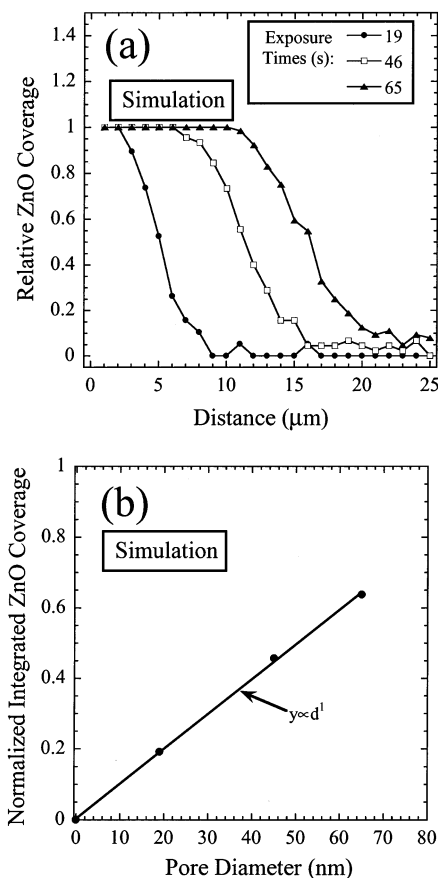 (a)
Simulation
Exposure
Times (s):
19
46
65
Relative ZnO Coverage
1.4
1.2
1
0.8
0.6
0.4
0.2
0
0 5 10 15 20 25
Distance (μm)
(b)
Simulation
Normalized Integrated ZnO Coverage
1
0.8
0.6
0.4
0.2
0
y∝d¹
0 10 20 30 40 50 60 70 80
Pore Diameter (nm)